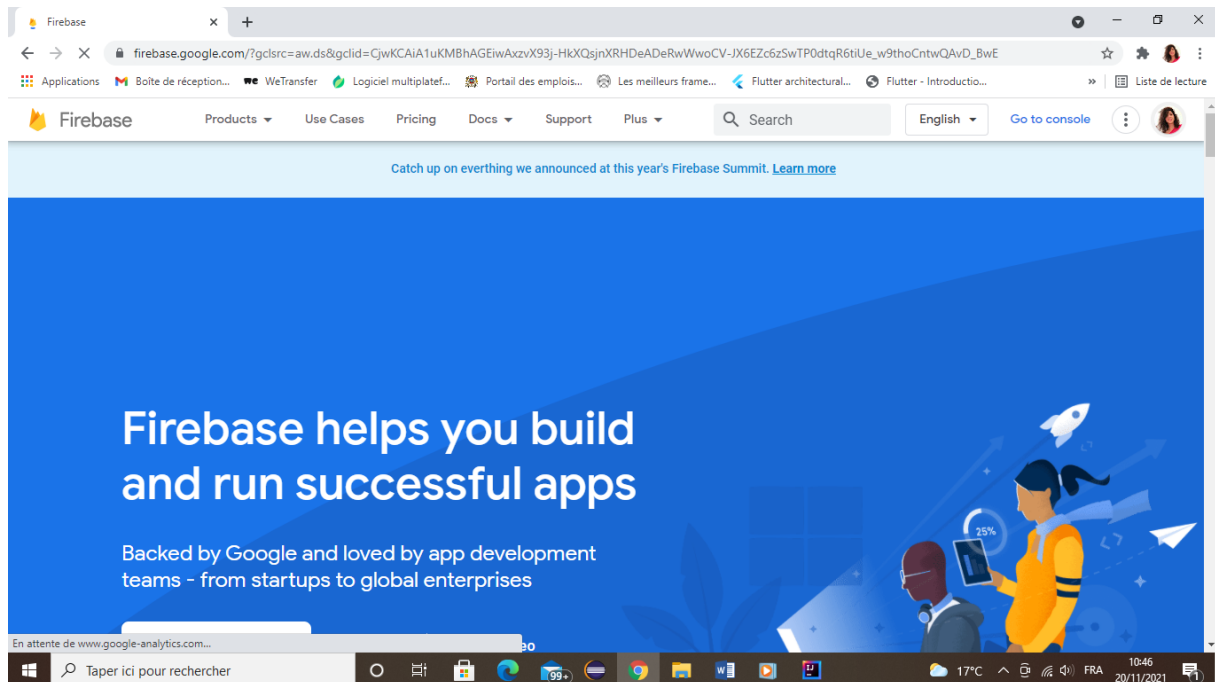 Firebase
firebase.google.com/?gclsrc=aw.ds&gclid=CjwKCAiA1uKMBhAGEiwAxzvX93j-HkXQsjnXRHDeADeRwWwoCV-JX6EZc6zSwTP0dtqR6tiUe_w9thoCntwQAvD_BwE
Applications Boîte de réception... WeTransfer Logiciel multiplatef... Portail des emplois... Les meilleurs frame... Flutter architectural... Flutter - Introductio... » Liste de lecture
Firebase Products Use Cases Pricing Docs Support Plus Search English Go to console
Catch up on everthing we announced at this year's Firebase Summit. Learn more
Firebase helps you build
and run successful apps
25%
Backed by Google and loved by app development
teams - from startups to global enterprises
En attente de www.google-analytics.com...
eo
Taper ici pour rechercher 99+ 17°C FRA 10:46
20/11/2021 1